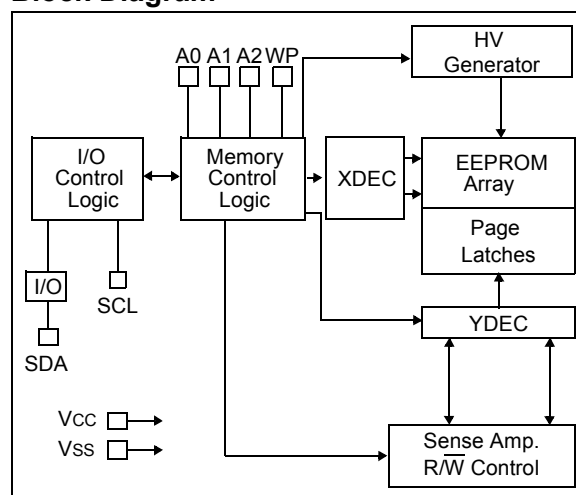 Block Diagram
A0 A1 A2 WP
HV
Generator
I/O
Control
Logic
Memory
Control
Logic
XDEC
EEPROM
Array
Page
Latches
I/O
SCL
SDA
YDEC
VCC
VSS
Sense Amp.
R/W̅ Control